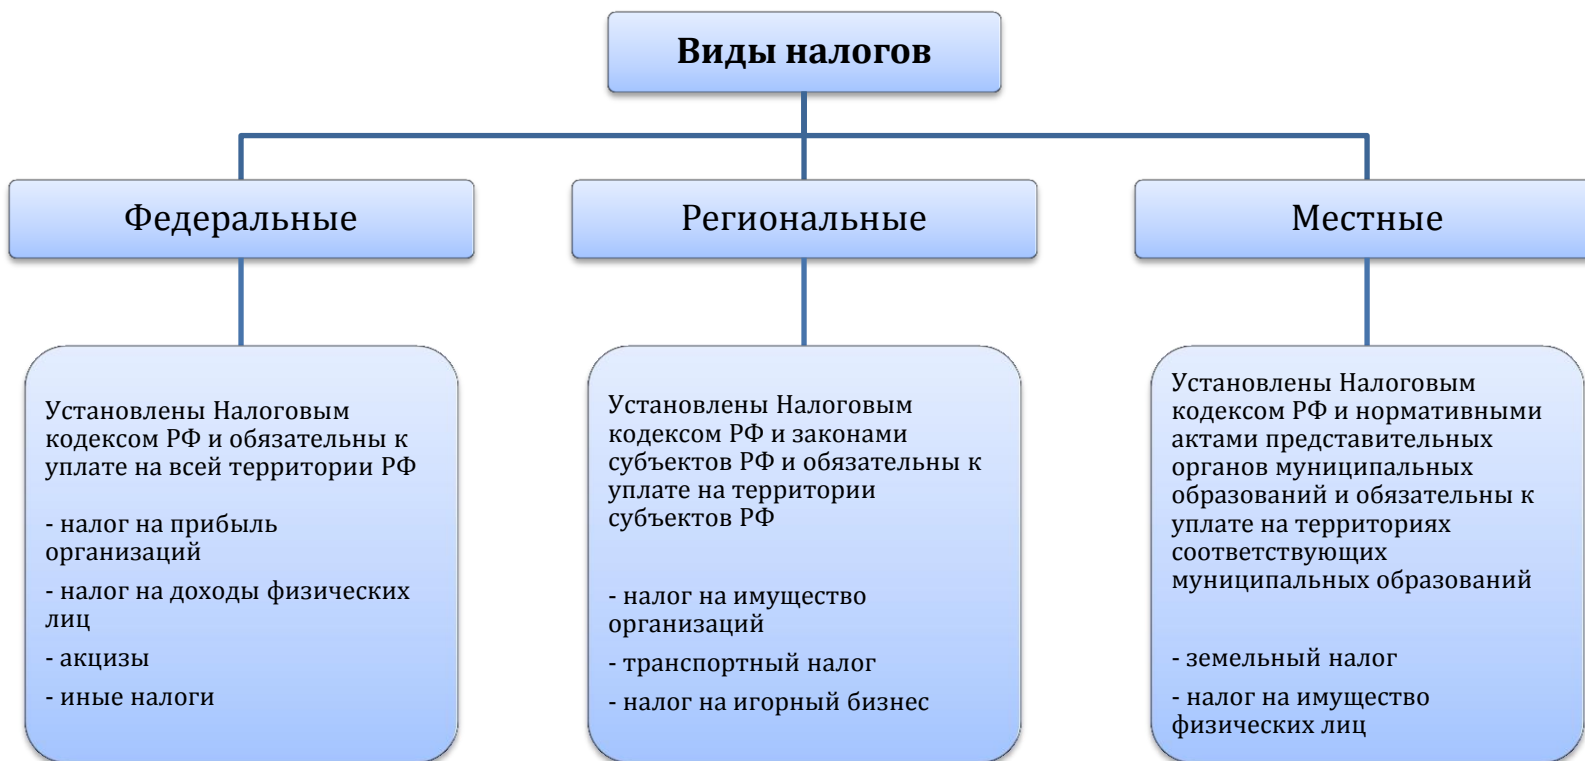 Виды налогов
Федеральные
Региональные
Местные
Установлены Налоговым
кодексом РФ и обязательны к
уплате на всей территории РФ
- налог на прибыль
организаций
- налог на доходы физических
лиц
- акцизы
- иные налоги
Установлены Налоговым
кодексом РФ и законами
субъектов РФ и обязательны к
уплате на территории
субъектов РФ
- налог на имущество
организаций
- транспортный налог
- налог на игорный бизнес
Установлены Налоговым
кодексом РФ и нормативными
актами представительных
органов муниципальных
образований и обязательны к
уплате на территориях
соответствующих
муниципальных образований
- земельный налог
- налог на имущество
физических лиц